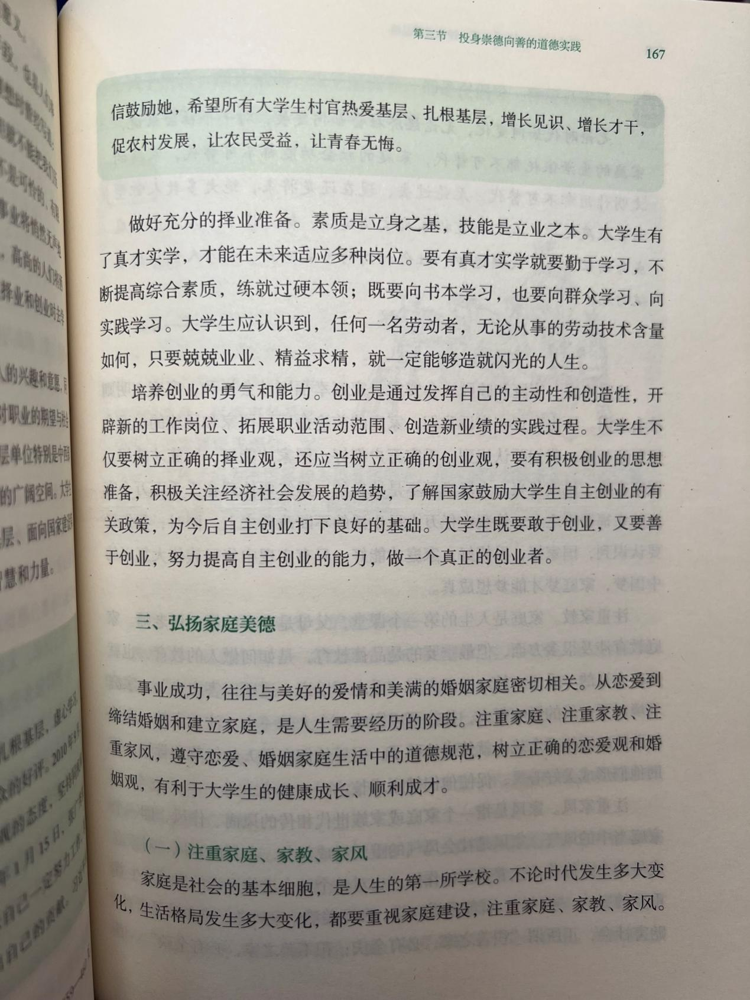 第三节 投身崇德向善的道德实践
167
信鼓励她，希望所有大学生村官热爱基层、扎根基层，增长见识、增长才干，
促农村发展，让农民受益，让青春无悔。
做好充分的择业准备。素质是立身之基，技能是立业之本。大学生有
了真才实学，才能在未来适应多种岗位。要有真才实学就要勤于学习，不
断提高综合素质，练就过硬本领；既要向书本学习，也要向群众学习、向
实践学习。大学生应认识到，任何一名劳动者，无论从事的劳动技术含量
如何，只要兢兢业业、精益求精，就一定能够造就闪光的人生。
培养创业的勇气和能力。创业是通过发挥自己的主动性和创造性，开
辟新的工作岗位、拓展职业活动范围、创造新业绩的实践过程。大学生不
仅要树立正确的择业观，还应当树立正确的创业观，要有积极创业的思想
准备，积极关注经济社会发展的趋势，了解国家鼓励大学生自主创业的有
关政策，为今后自主创业打下良好的基础。大学生既要敢于创业，又要善
于创业，努力提高自主创业的能力，做一个真正的创业者。
三、弘扬家庭美德
事业成功，往往与美好的爱情和美满的婚姻家庭密切相关。从恋爱到
缔结婚姻和建立家庭，是人生需要经历的阶段。注重家庭、注重家教、注
重家风，遵守恋爱、婚姻家庭生活中的道德规范，树立正确的恋爱观和婚
姻观，有利于大学生的健康成长、顺利成才。
（一）注重家庭、家教、家风
家庭是社会的基本细胞，是人生的第一所学校。不论时代发生多大变
化，生活格局发生多大变化，都要重视家庭建设，注重家庭、家教、家风。